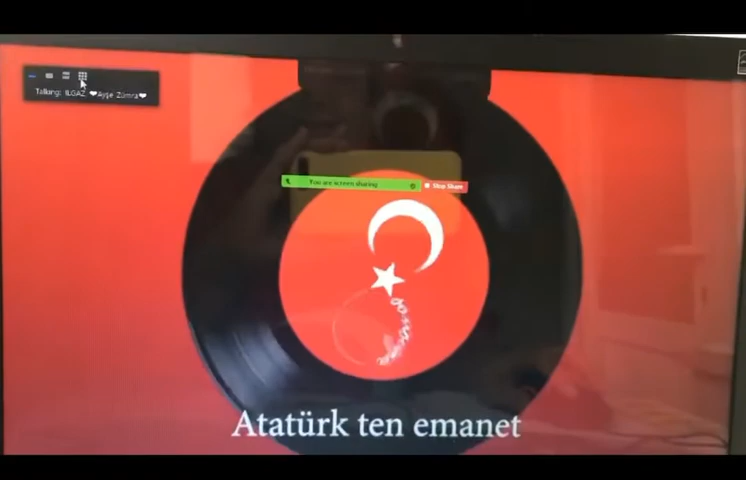 Talking: ILGAZ ❤Ayşe Zümra❤
You are screen sharing
Stop Share
Atatürk ten emanet